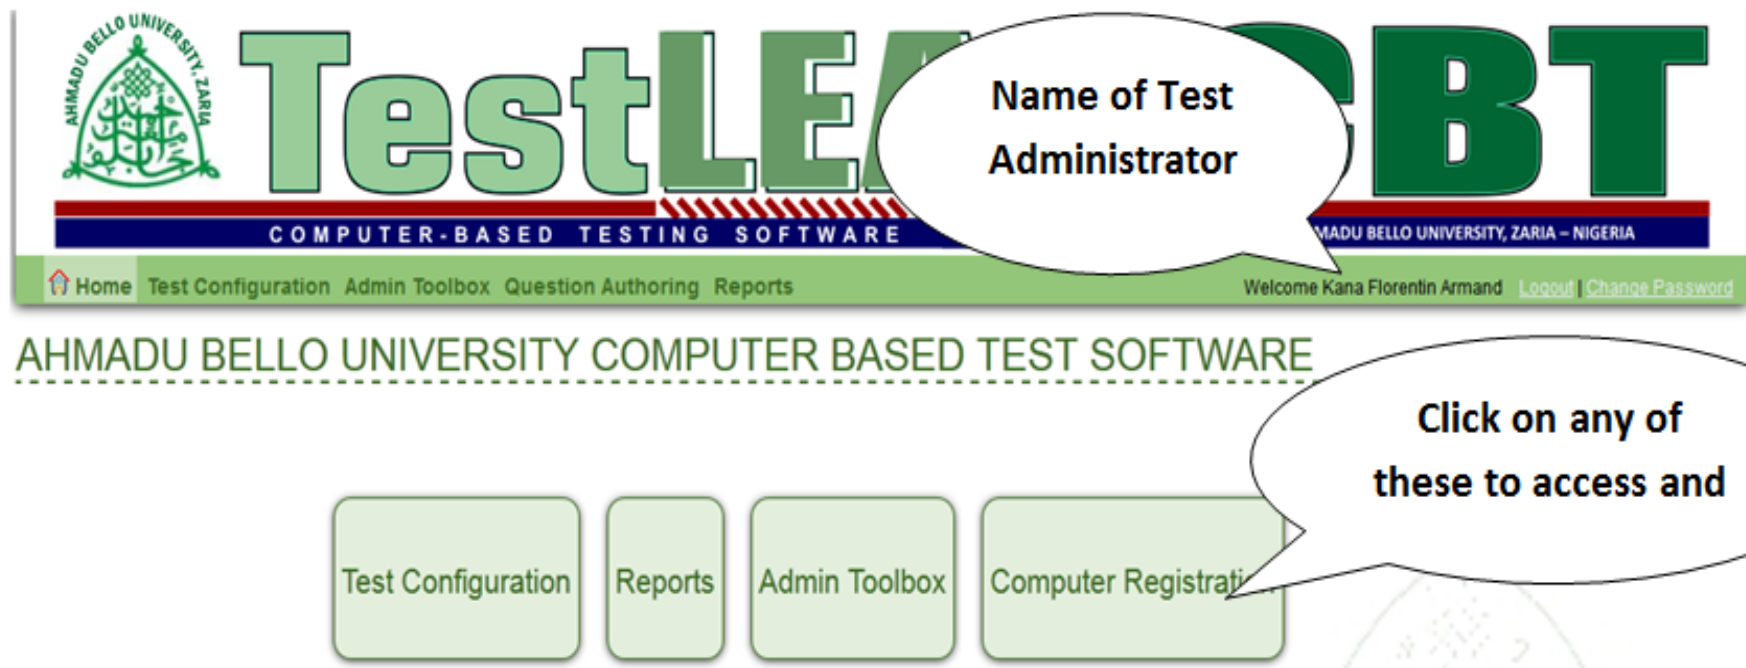 AHMADU BELLO UNIVERSITY, ZARIA
TestLEA CBT
Name of Test
Administrator
COMPUTER-BASED TESTING SOFTWARE
BELLO UNIVERSITY, ZARIA – NIGERIA
Home Test Configuration Admin Toolbox Question Authoring Reports
Welcome Kana Florentin Armand Logout | Change Password
AHMADU BELLO UNIVERSITY COMPUTER BASED TEST SOFTWARE
Click on any of
these to access and
Test Configuration
Reports
Admin Toolbox
Computer Registrati